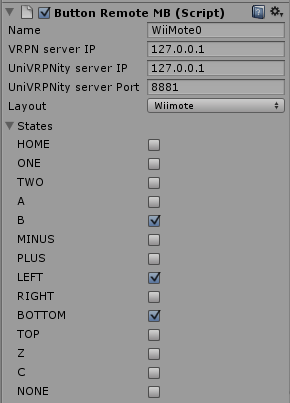 Button Remote MB (Script)
Name WiiMote0
VRPN server IP 127.0.0.1
UniVRPNity server IP 127.0.0.1
UniVRPNity server Port 8881
Layout Wiimote
States
HOME
ONE
TWO
A
B
MINUS
PLUS
LEFT
RIGHT
BOTTOM
TOP
Z
C
NONE